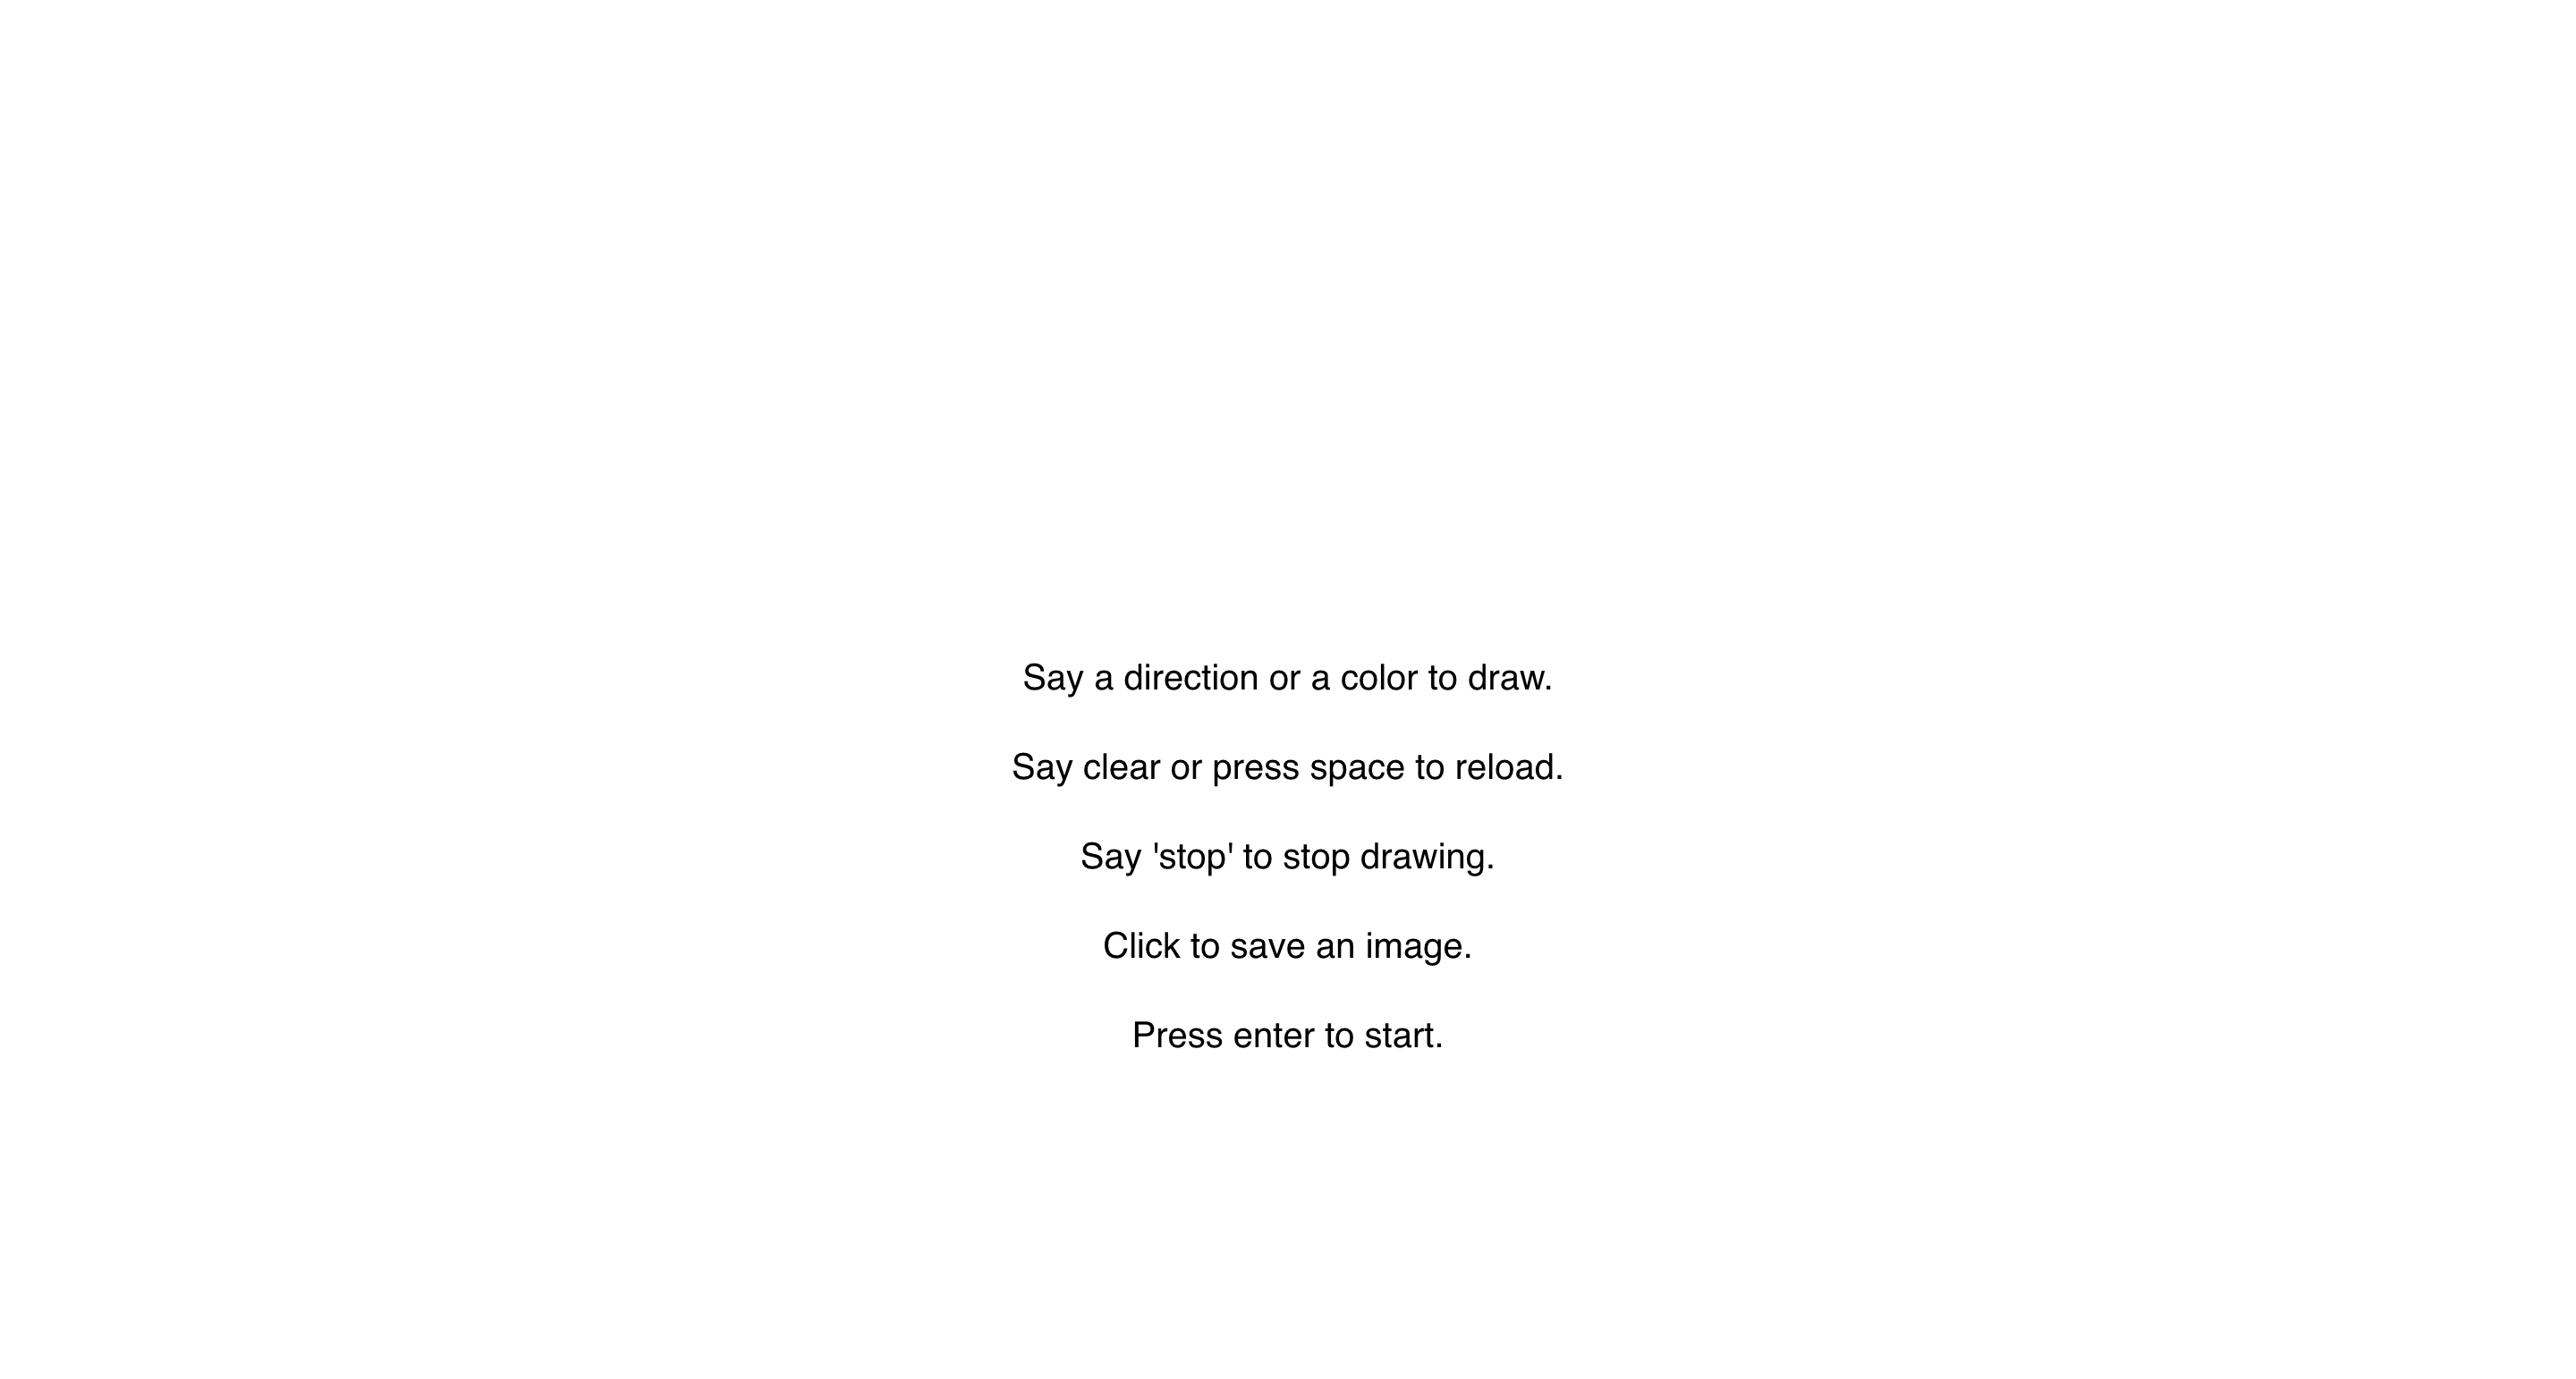 Say a direction or a color to draw.
Say clear or press space to reload.
Say 'stop' to stop drawing.
Click to save an image.
Press enter to start.